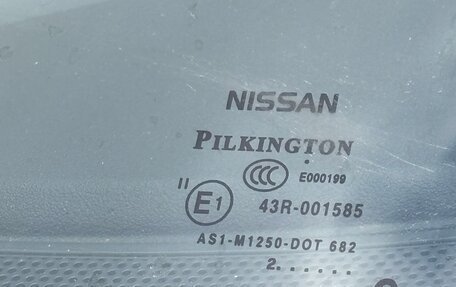 NISSAN
PILKINGTON
CCC E000199
II E1 43R-001585
AS1-M1250-DOT 682
2.......